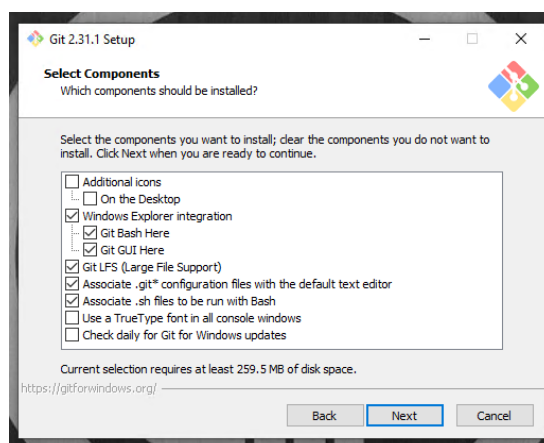 Git 2.31.1 Setup
Select Components
Which components should be installed?
Select the components you want to install; clear the components you do not want to
install. Click Next when you are ready to continue.
Additional icons
On the Desktop
Windows Explorer integration
Git Bash Here
Git GUI Here
Git LFS (Large File Support)
Associate .git* configuration files with the default text editor
Associate .sh files to be run with Bash
Use a TrueType font in all console windows
Check daily for Git for Windows updates
Current selection requires at least 259.5 MB of disk space.
https://gitforwindows.org/
Back Next Cancel